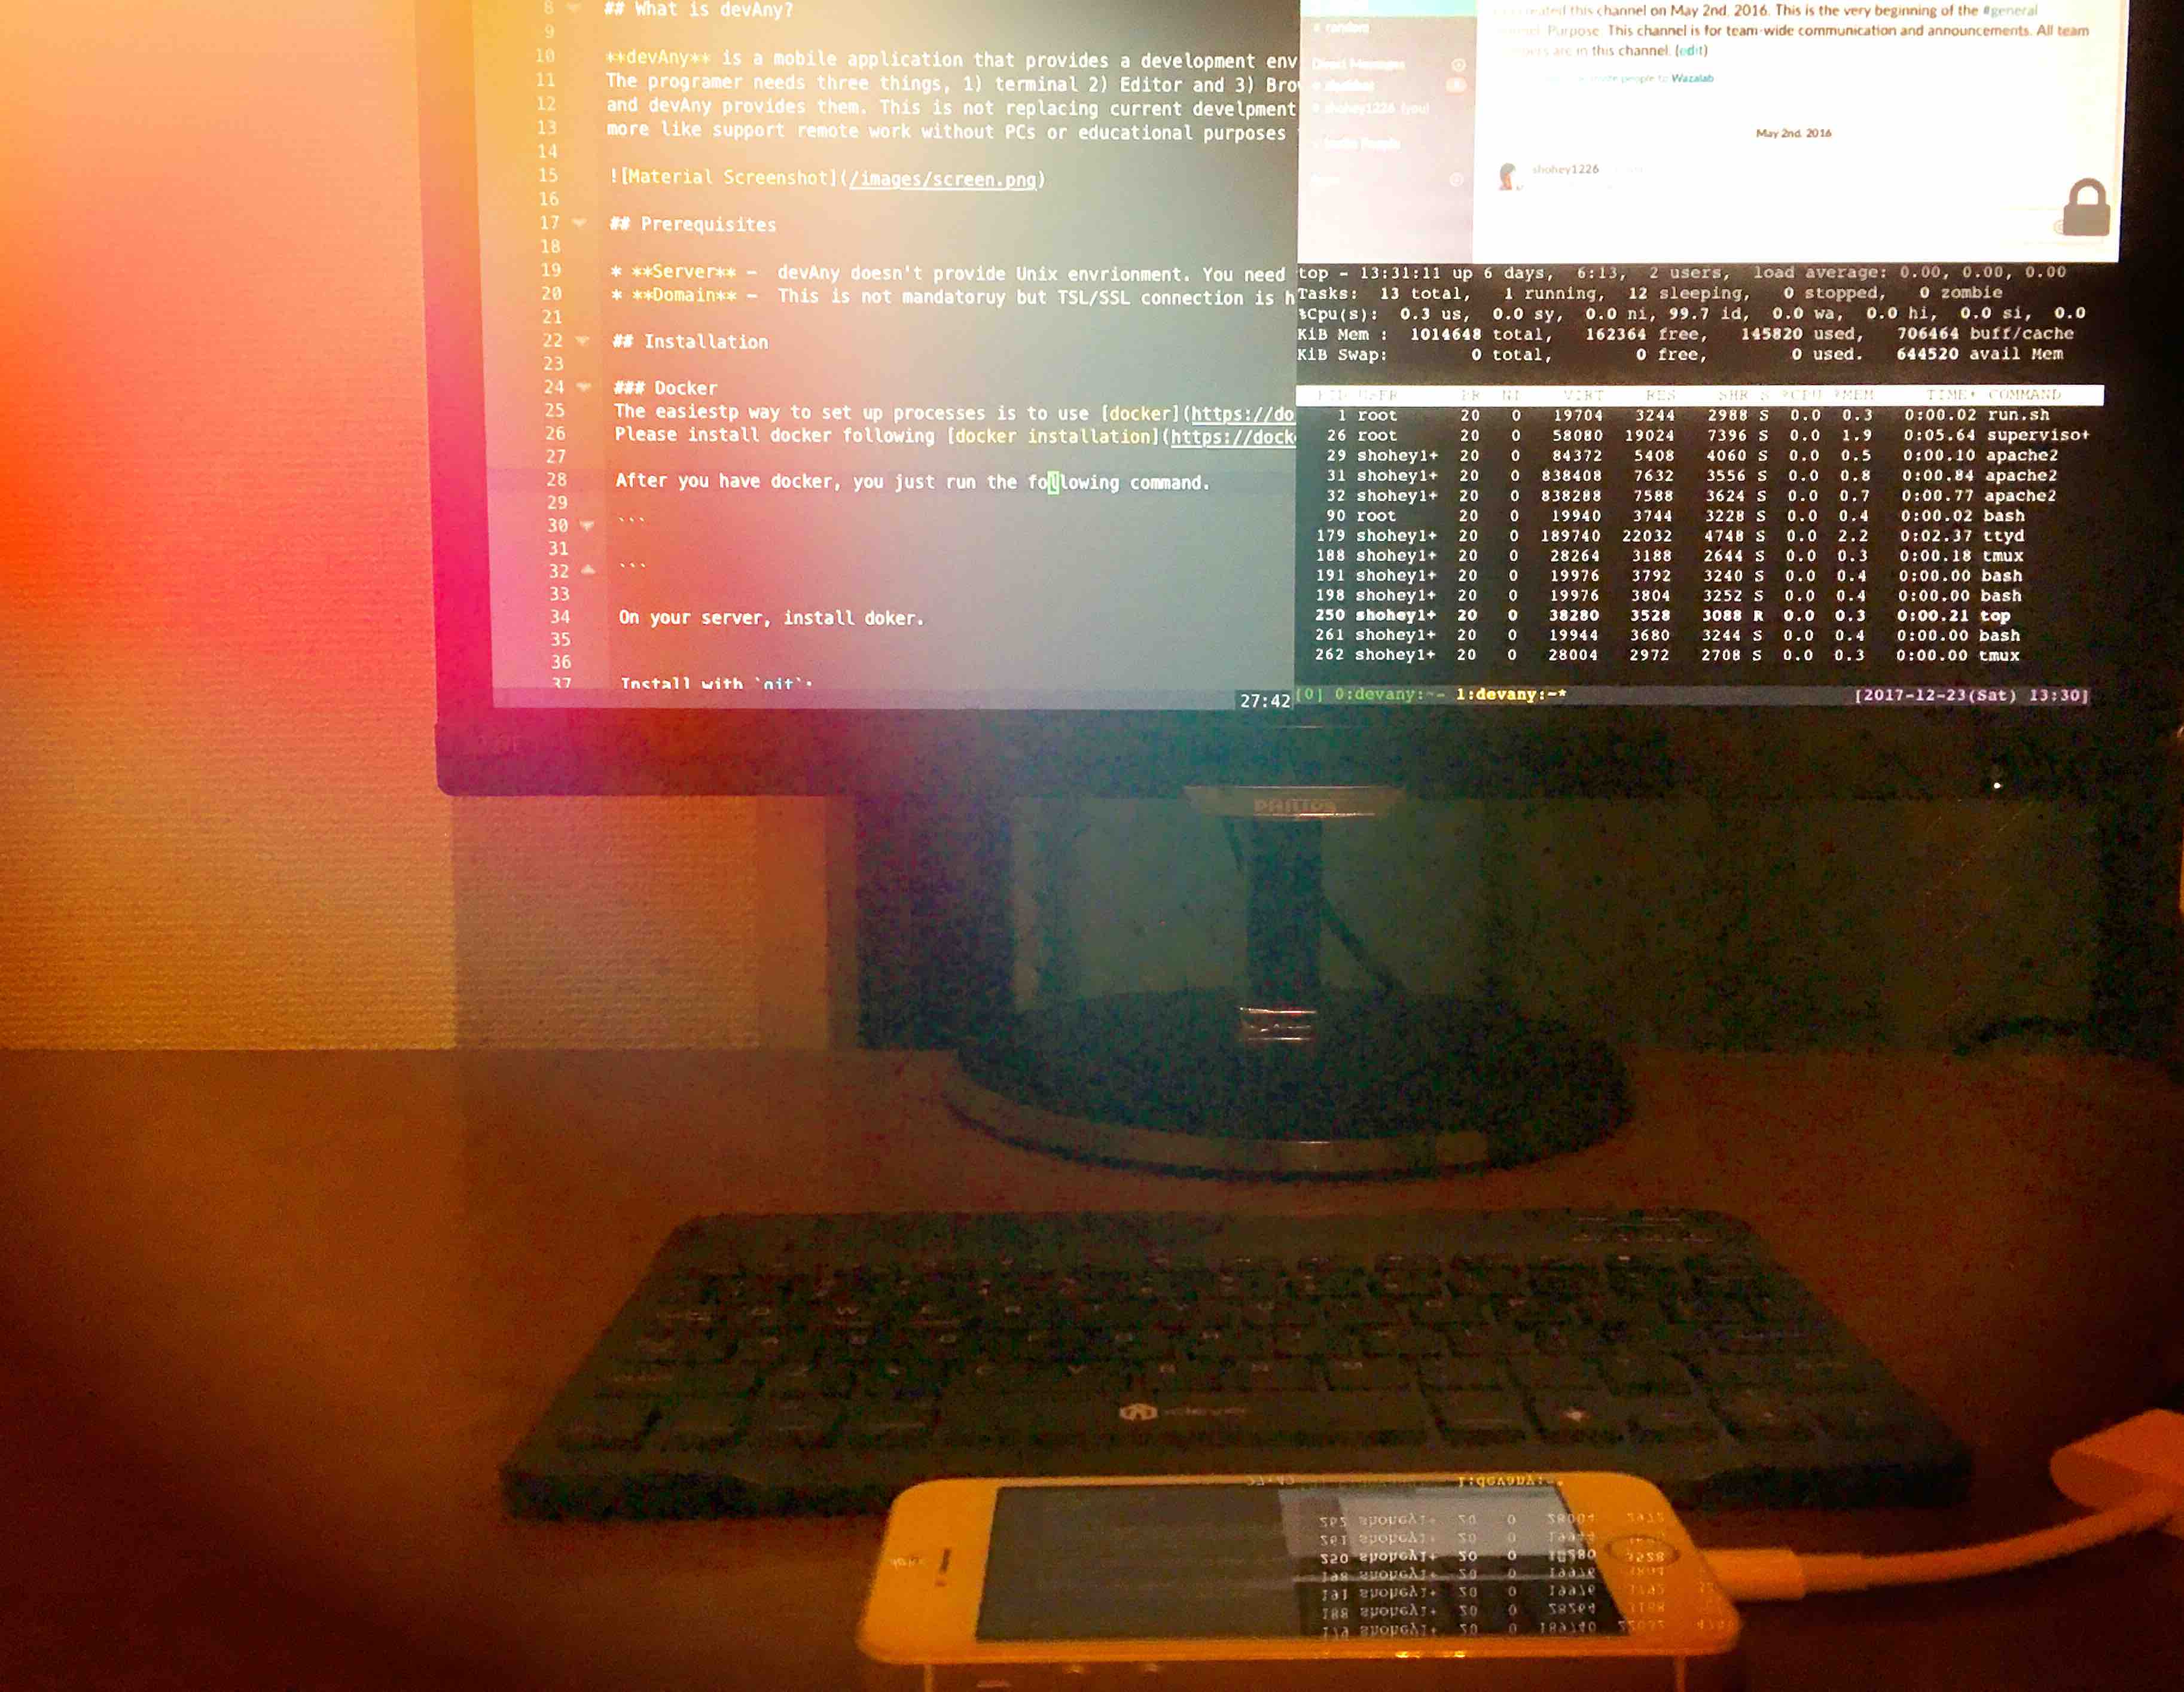 8 ## What is devAny?
9
10 **devAny** is a mobile application that provides a development env
11 The programer needs three things, 1) terminal 2) Editor and 3) Bro
12 and devAny provides them. This is not replacing current develpment
13 more like support remote work without PCs or educational purposes
14
15 ![Material Screenshot](/images/screen.png)
16
17 ## Prerequisites
18
19 * **Server** -  devAny doesn't provide Unix envrionment. You need
20 * **Domain** -  This is not mandatoruy but TSL/SSL connection is h
21
22 ## Installation
23
24 ### Docker
25 The easiestp way to set up processes is to use [docker](https://do
26 Please install docker following [docker installation](https://dock
27
28 After you have docker, you just run the following command.
29
30 ```
31
32 ```
33
34 On your server, install doker.
35
36
37 Install with `git`:
27:42
# random
Direct Messages
shohey1226 (you)
this channel on May 2nd, 2016. This is the very beginning of the #general
Purpose: This channel is for team-wide communication and announcements. All team
are in this channel. (edit)
people to Wazalab
May 2nd, 2016
shohey1226
top - 13:31:11 up 6 days,  6:13,  2 users,  load average: 0.00, 0.00, 0.00
Tasks:  13 total,   1 running,  12 sleeping,   0 stopped,   0 zombie
%Cpu(s):  0.3 us,  0.0 sy,  0.0 ni, 99.7 id,  0.0 wa,  0.0 hi,  0.0 si,  0.0
KiB Mem :  1014648 total,   162364 free,   145820 used,   706464 buff/cache
KiB Swap:        0 total,        0 free,        0 used.   644520 avail Mem
PID USER PR NI VIRT RES SHR S %CPU %MEM TIME+ COMMAND
1 root 20 0 19704 3244 2988 S 0.0 0.3 0:00.02 run.sh
26 root 20 0 58080 19024 7396 S 0.0 1.9 0:05.64 superviso+
29 shohey1+ 20 0 84372 5408 4060 S 0.0 0.5 0:00.10 apache2
31 shohey1+ 20 0 838408 7632 3556 S 0.0 0.8 0:00.84 apache2
32 shohey1+ 20 0 838288 7588 3624 S 0.0 0.7 0:00.77 apache2
90 root 20 0 19940 3744 3228 S 0.0 0.4 0:00.02 bash
179 shohey1+ 20 0 189740 22032 4748 S 0.0 2.2 0:02.37 ttyd
188 shohey1+ 20 0 28264 3188 2644 S 0.0 0.3 0:00.18 tmux
191 shohey1+ 20 0 19976 3792 3240 S 0.0 0.4 0:00.00 bash
198 shohey1+ 20 0 19976 3804 3252 S 0.0 0.4 0:00.00 bash
250 shohey1+ 20 0 38280 3528 3088 R 0.0 0.3 0:00.21 top
261 shohey1+ 20 0 19944 3680 3244 S 0.0 0.4 0:00.00 bash
262 shohey1+ 20 0 28004 2972 2708 S 0.0 0.3 0:00.00 tmux
[0] 0:devany:~- 1:devany:~*
[2017-12-23(Sat) 13:30]
PHILIPS